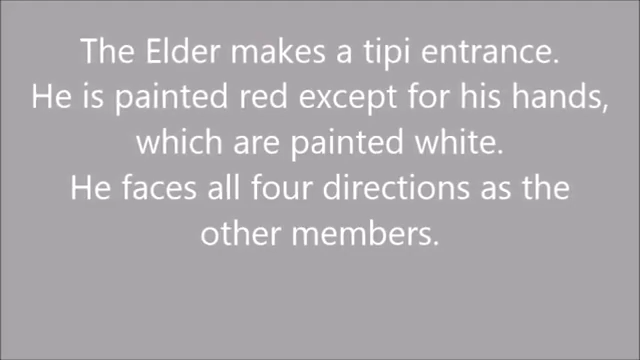 The Elder makes a tipi entrance.
He is painted red except for his hands,
which are painted white.
He faces all four directions as the
other members.